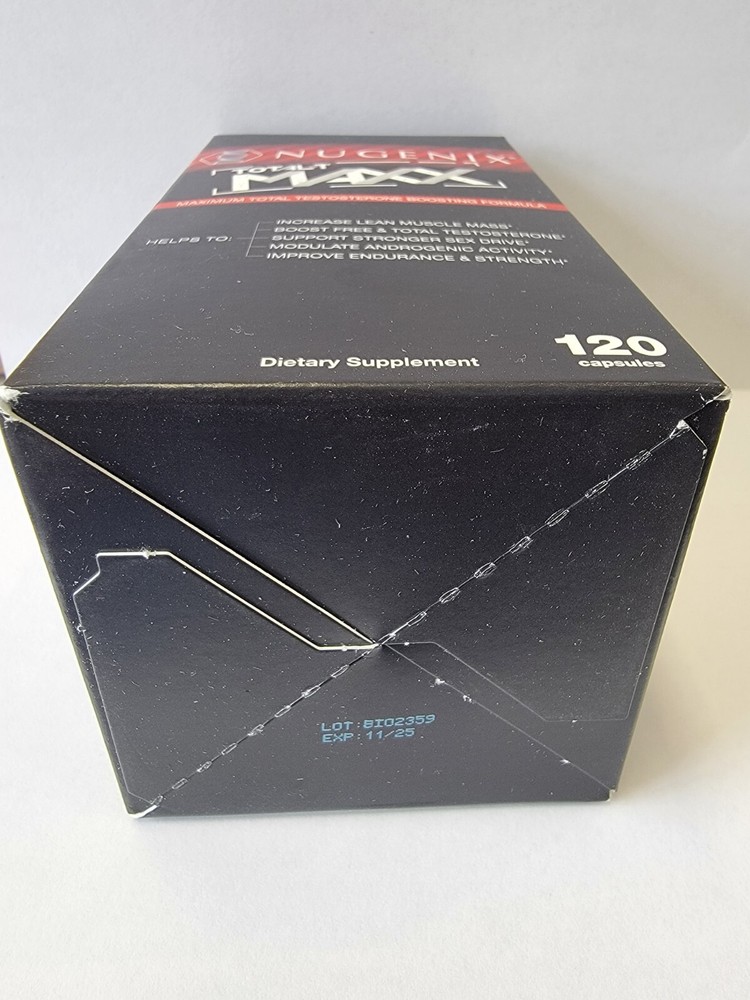 NUGENIX®
TOTAL-T
MAXX
MAXIMUM TOTAL TESTOSTERONE BOOSTING FORMULA
HELPS TO:
INCREASE LEAN MUSCLE MASS*
BOOST FREE & TOTAL TESTOSTERONE*
SUPPORT STRONGER SEX DRIVE*
MODULATE ANDROGENIC ACTIVITY*
IMPROVE ENDURANCE & STRENGTH*
Dietary Supplement
120
capsules
LOT:BIO2359
EXP:11/25